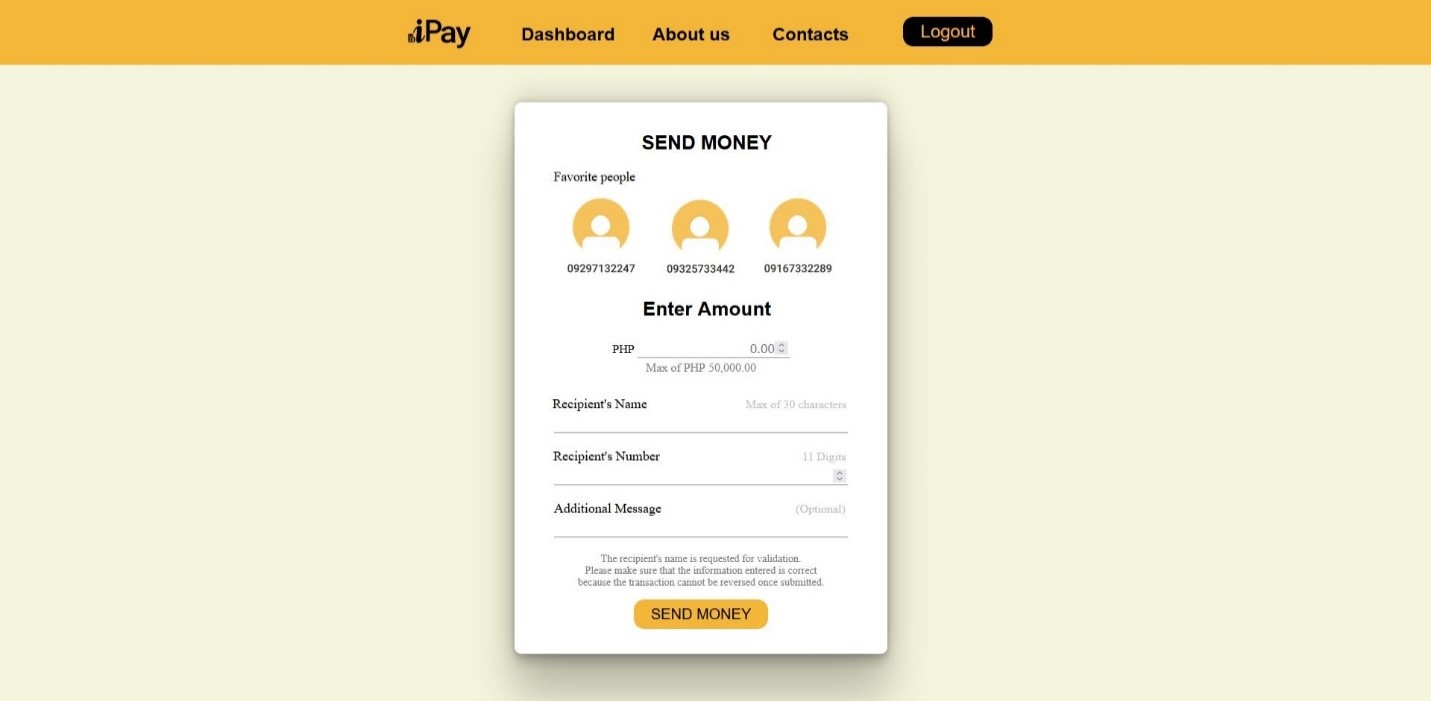 iPay Dashboard About us Contacts Logout
SEND MONEY
Favorite people
09297132247 09325733442 09167332289
Enter Amount
PHP 0.00
Max of PHP 50,000.00
Recipient's Name Max of 30 characters
Recipient's Number 11 Digits
Additional Message (Optional)
The recipient's name is requested for validation.
Please make sure that the information entered is correct
because the transaction cannot be reversed once submitted.
SEND MONEY